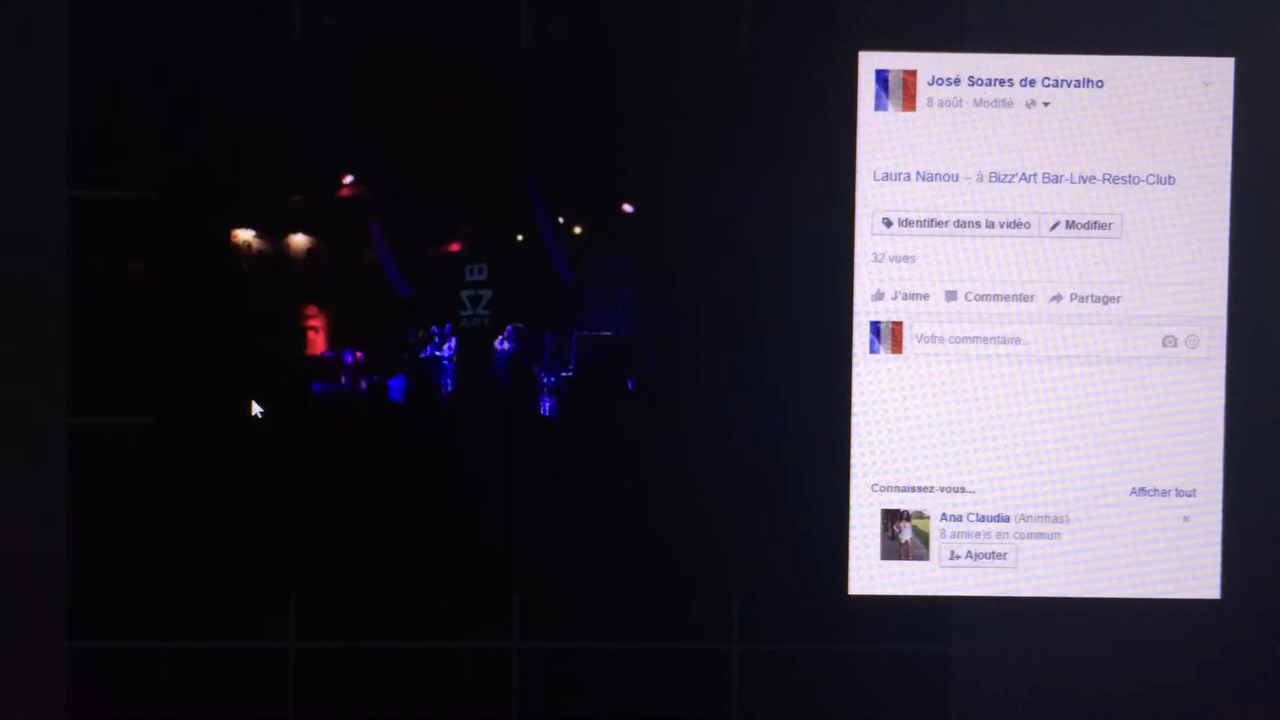 B
ZZ
ART
José Soares de Carvalho
8 août · Modifié
Laura Nanou – à Bizz'Art Bar-Live-Resto-Club
Identifier dans la vidéo
Modifier
32 vues
J'aime
Commenter
Partager
Votre commentaire...
Connaissez-vous...
Afficher tout
Ana Claudia (Aninhas)
8 ami(e)s en commun
Ajouter